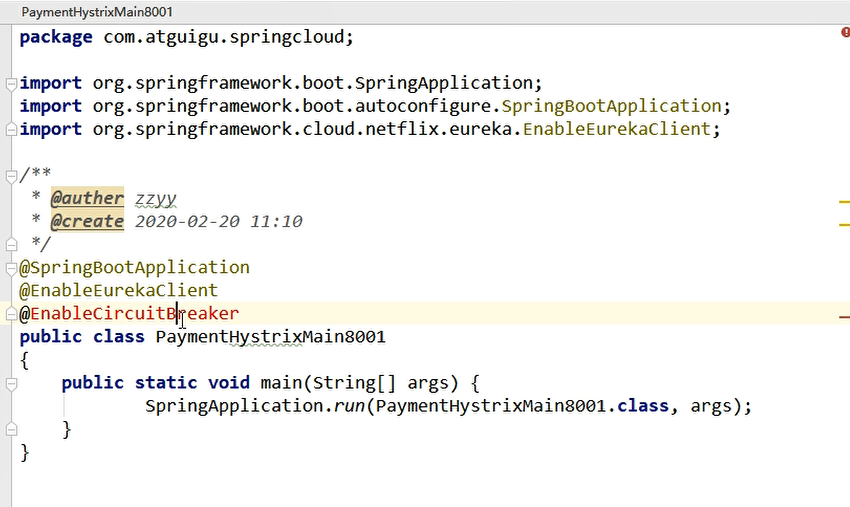 PaymentHystrixMain8001
package com.atguigu.springcloud;
import org.springframework.boot.SpringApplication;
import org.springframework.boot.autoconfigure.SpringBootApplication;
import org.springframework.cloud.netflix.eureka.EnableEurekaClient;
/**
* @auther zzyy
* @create 2020-02-20 11:10
*/
@SpringBootApplication
@EnableEurekaClient
@EnableCircuitBreaker
public class PaymentHystrixMain8001
{
public static void main(String[] args) {
SpringApplication.run(PaymentHystrixMain8001.class, args);
}
}